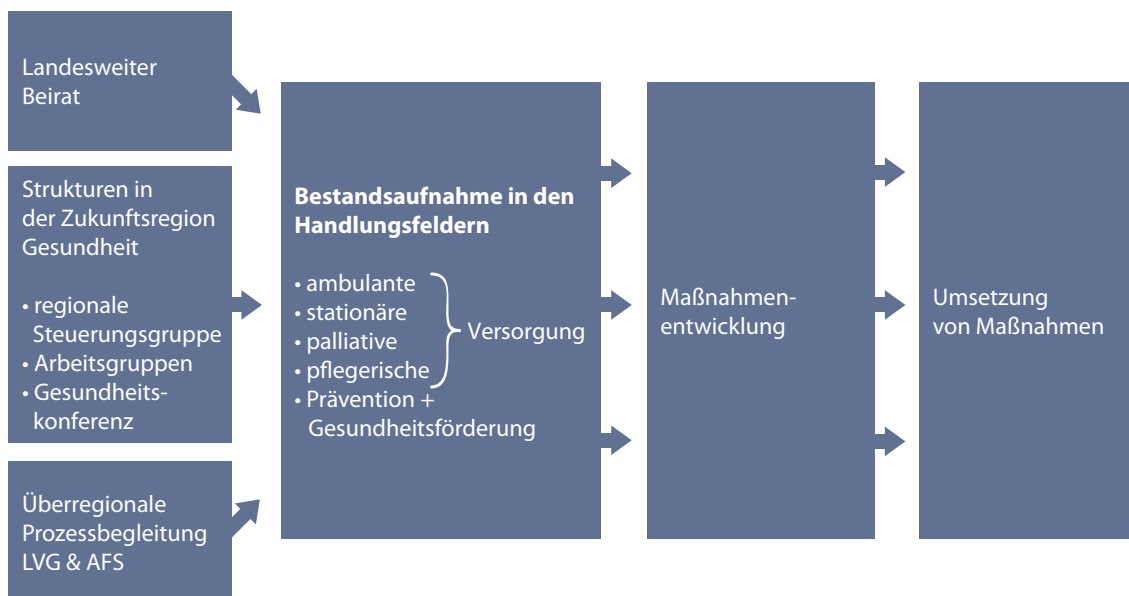 Landesweiter
Beirat
Strukturen in
der Zukunftsregion
Gesundheit
• regionale
Steuerungsgruppe
• Arbeitsgruppen
• Gesundheits-
konferenz
Überregionale
Prozessbegleitung
LVG & AFS
Bestandsaufnahme in den
Handlungsfeldern
• ambulante
• stationäre
• palliative
• pflegerische
Versorgung
• Prävention +
Gesundheitsförderung
Maßnahmen-
entwicklung
Umsetzung
von Maßnahmen